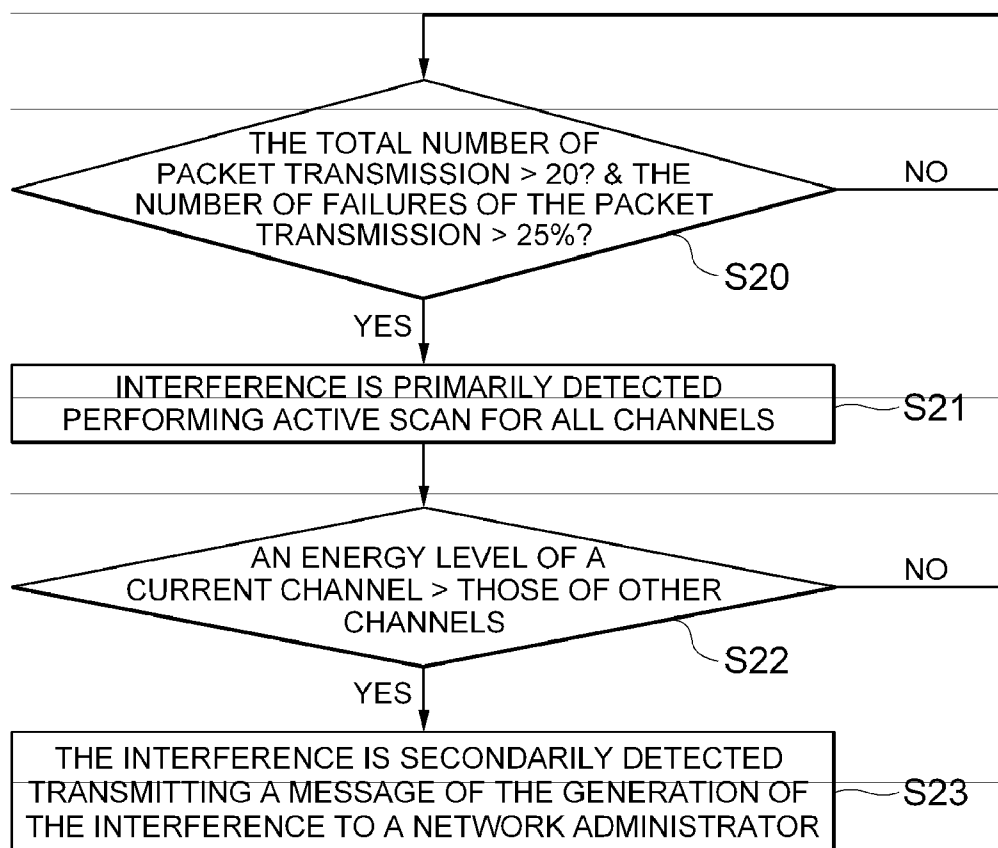 THE TOTAL NUMBER OF
PACKET TRANSMISSION > 20? & THE
NUMBER OF FAILURES OF THE PACKET
TRANSMISSION > 25%?
NO
S20
YES
INTERFERENCE IS PRIMARILY DETECTED
PERFORMING ACTIVE SCAN FOR ALL CHANNELS
S21
AN ENERGY LEVEL OF A
CURRENT CHANNEL > THOSE OF OTHER
CHANNELS
NO
S22
YES
THE INTERFERENCE IS SECONDARILY DETECTED
TRANSMITTING A MESSAGE OF THE GENERATION OF
THE INTERFERENCE TO A NETWORK ADMINISTRATOR
S23